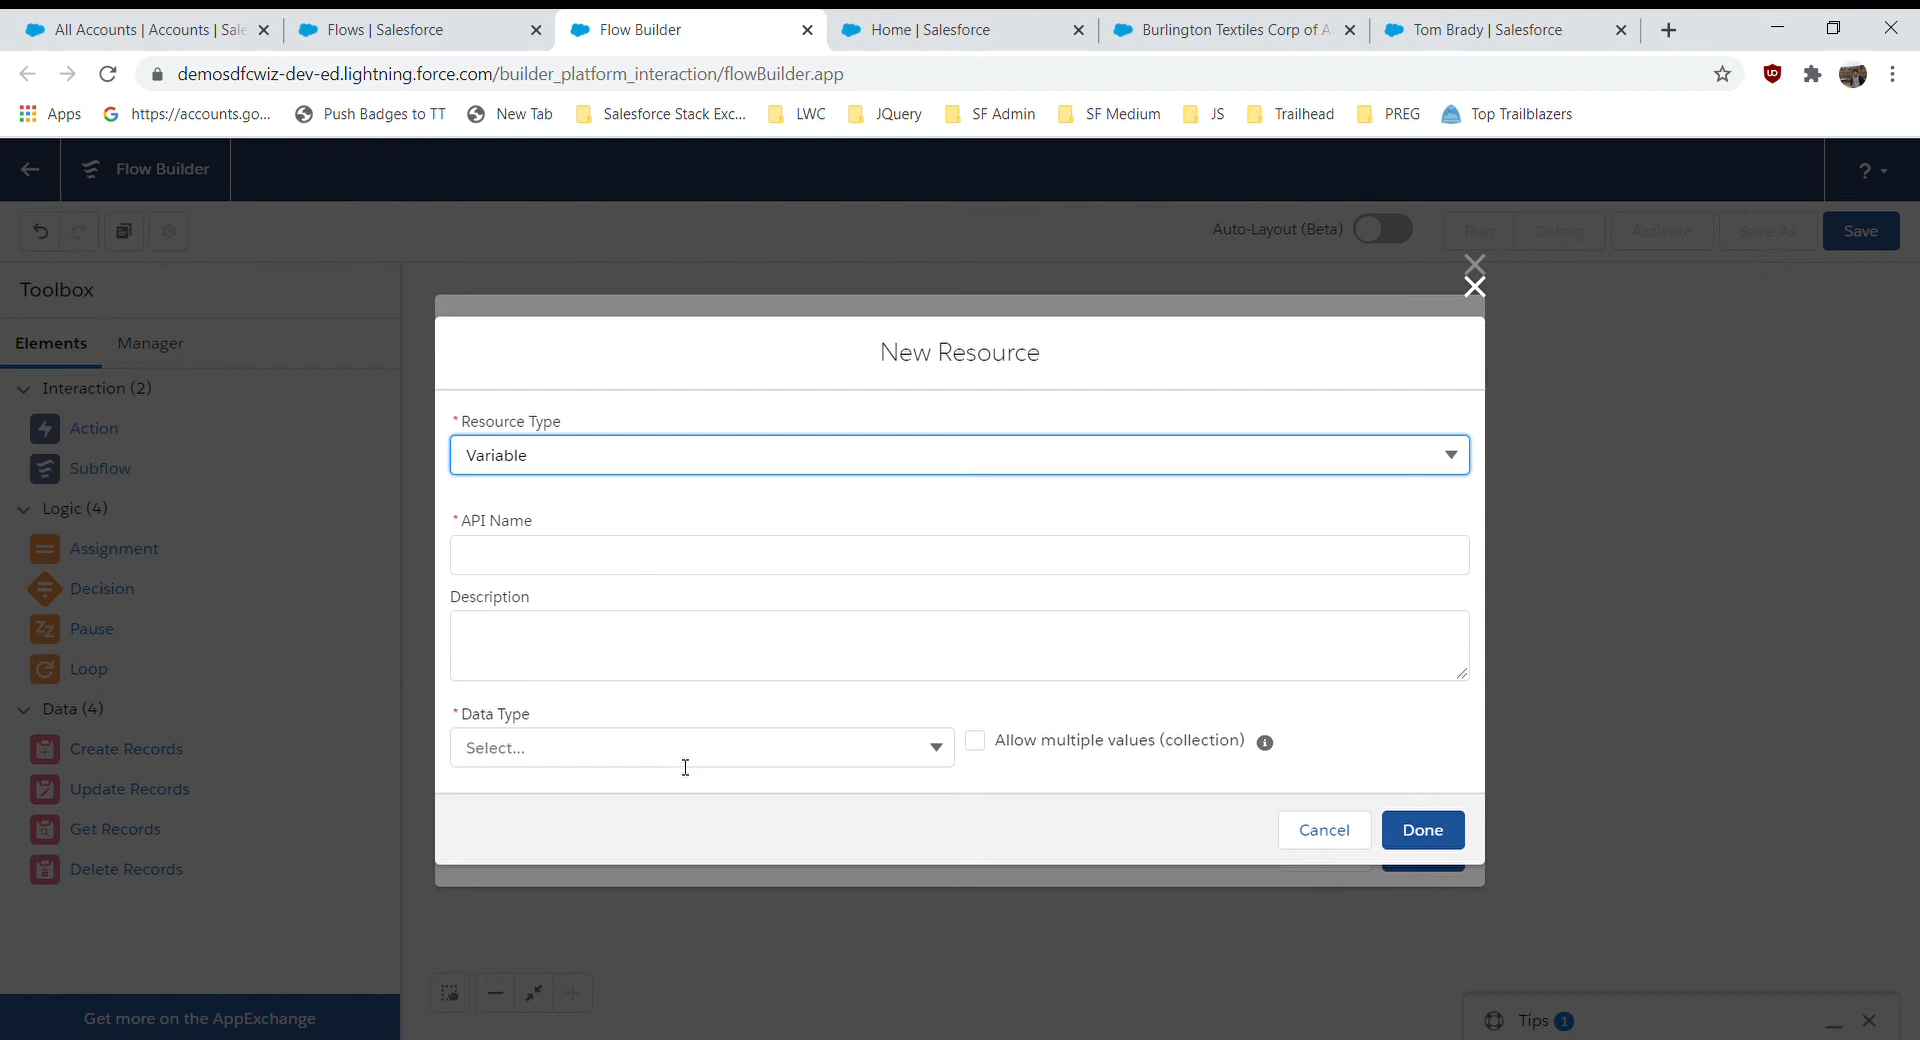 All Accounts | Accounts | Sale
Flows | Salesforce
Flow Builder
Home | Salesforce
Burlington Textiles Corp of A
Tom Brady | Salesforce
demosdfcwiz-dev-ed.lightning.force.com/builder_platform_interaction/flowBuilder.app
Apps
https://accounts.go...
Push Badges to TT
New Tab
Salesforce Stack Exc...
LWC
JQuery
SF Admin
SF Medium
JS
Trailhead
PREG
Top Trailblazers
Flow Builder
?
Auto-Layout (Beta)
Run
Debug
Activate
Save As
Save
Toolbox
Elements
Manager
Interaction (2)
Action
Subflow
Logic (4)
Assignment
Decision
Pause
Loop
Data (4)
Create Records
Update Records
Get Records
Delete Records
Get more on the AppExchange
New Resource
* Resource Type
Variable
* API Name
Description
* Data Type
Select...
Allow multiple values (collection)
Cancel
Done
Tips 1